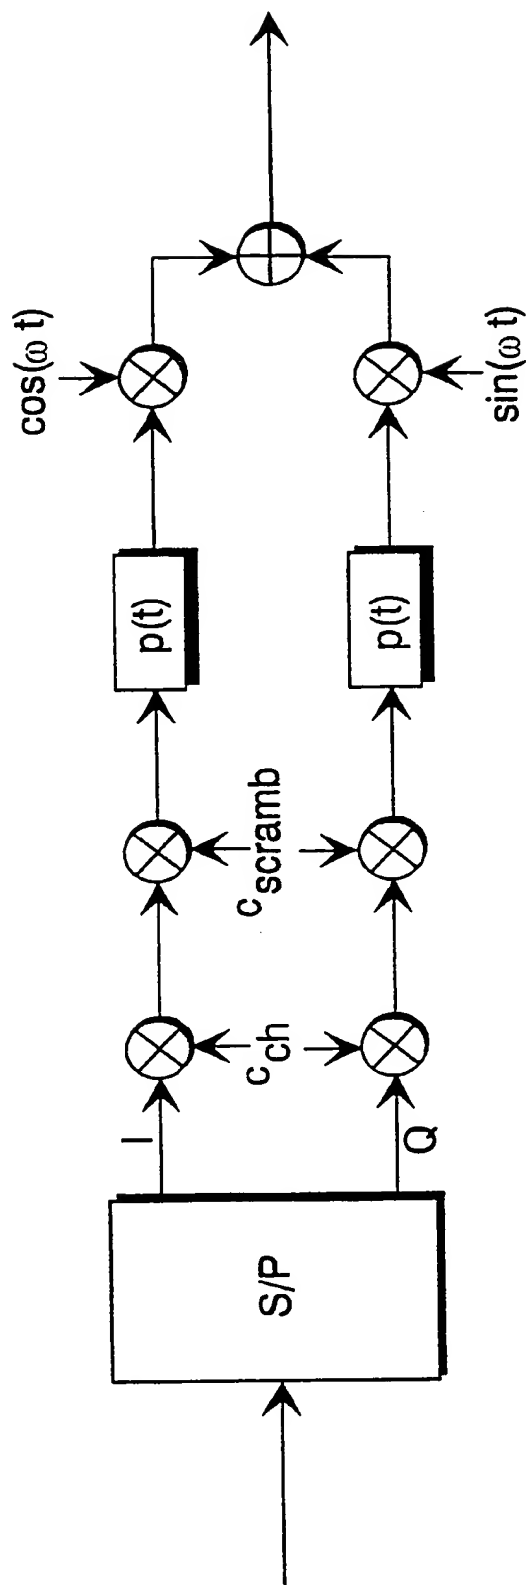 S/P
I
Q
c_ch
c_scramb
p(t)
p(t)
cos(ω t)
sin(ω t)